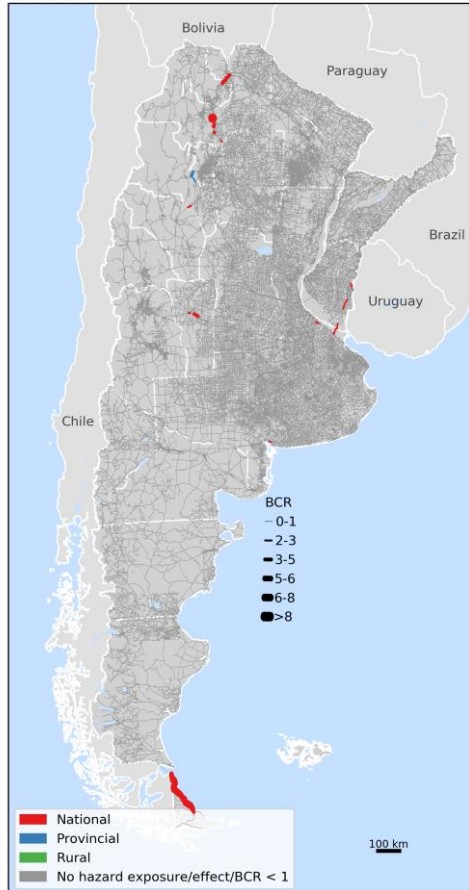 Bolivia
Paraguay
Brazil
Uruguay
Chile
BCR
0-1
2-3
3-5
5-6
6-8
>8
National
Provincial
Rural
No hazard exposure/effect/BCR < 1
100 km